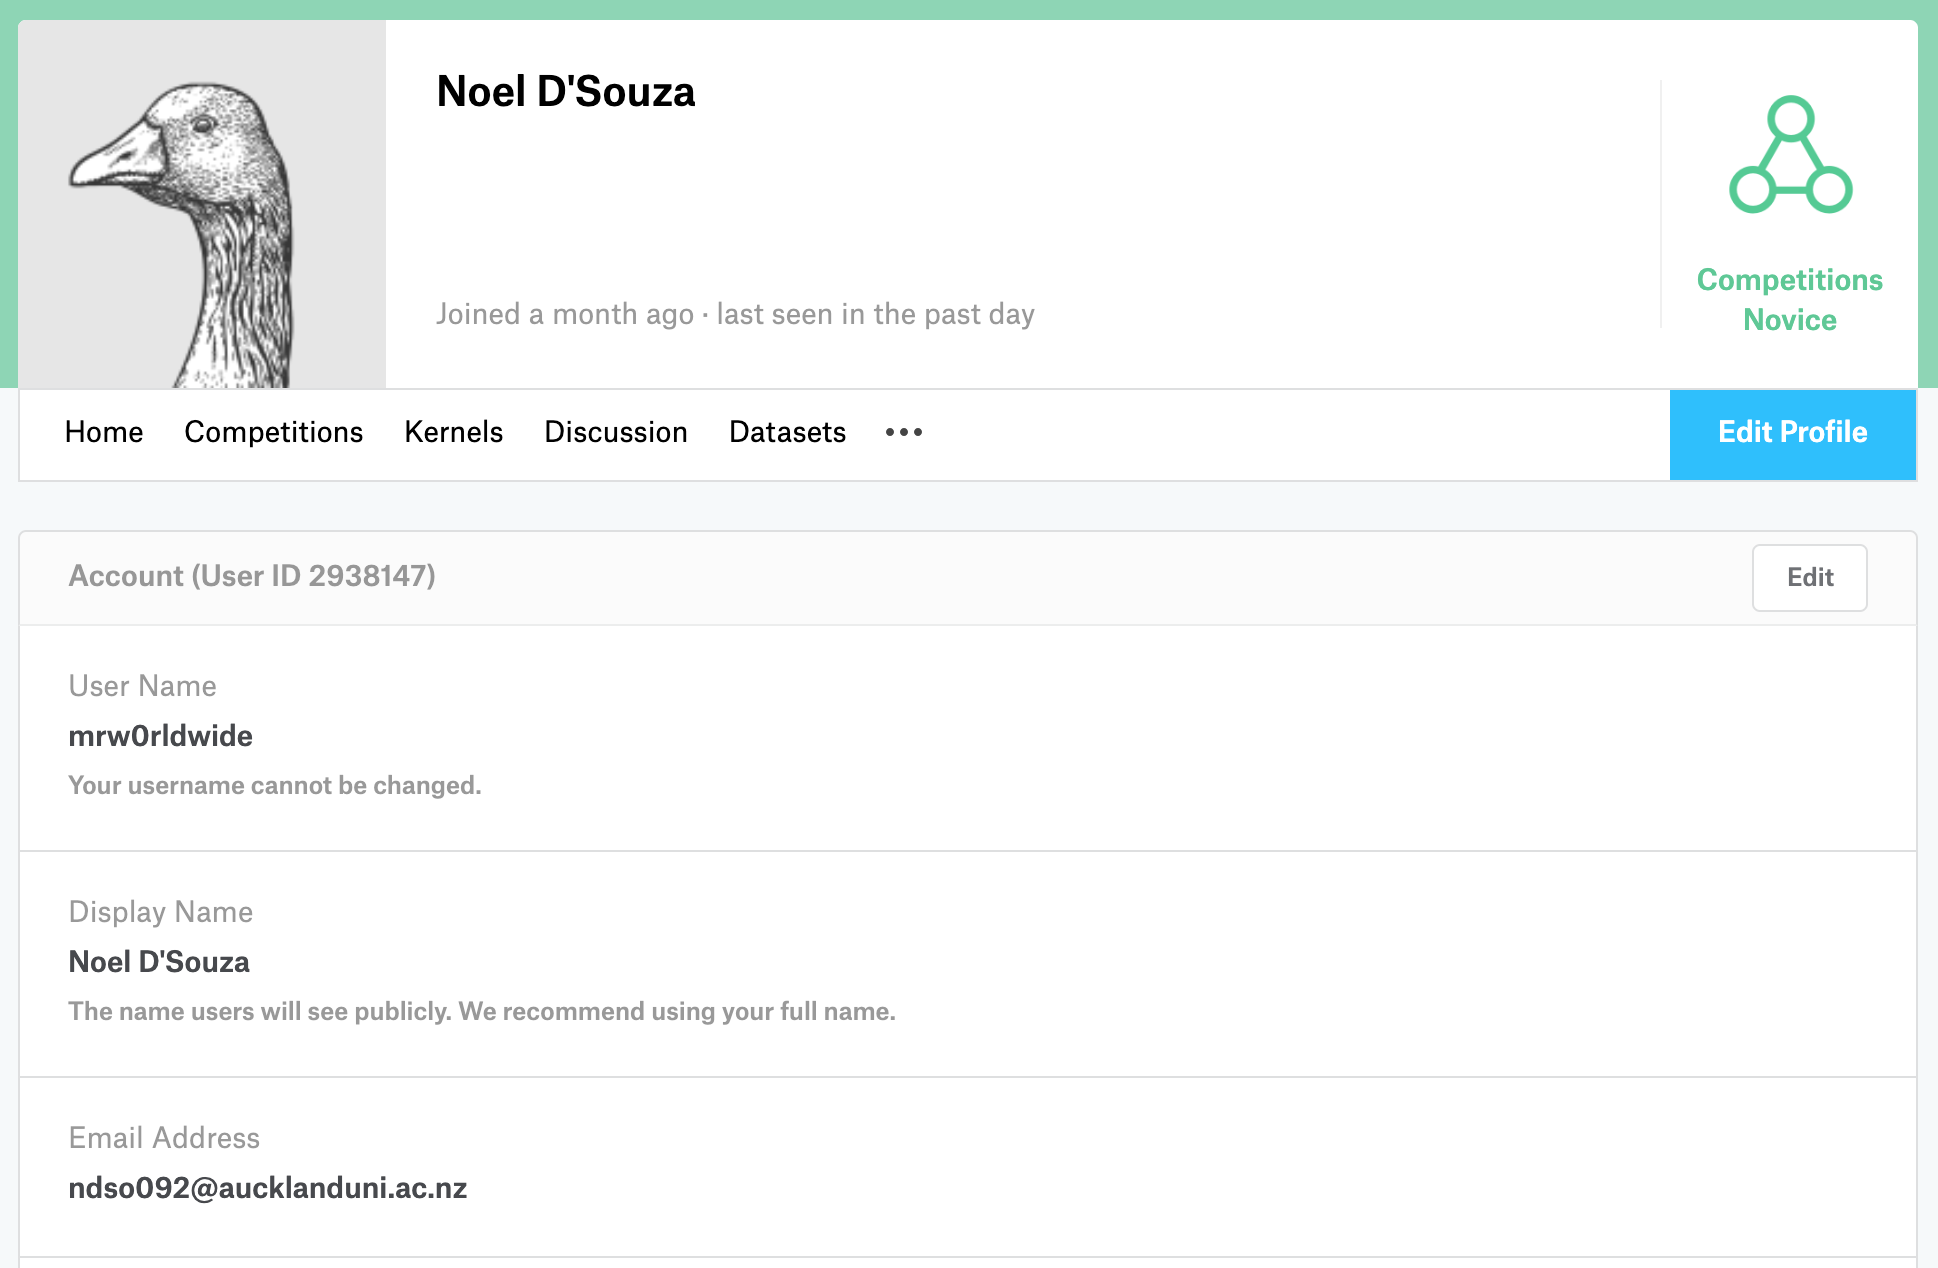 Noel D'Souza
Joined a month ago · last seen in the past day
Competitions
Novice
Home Competitions Kernels Discussion Datasets •••
Edit Profile
Account (User ID 2938147)
Edit
User Name
mrw0rldwide
Your username cannot be changed.
Display Name
Noel D'Souza
The name users will see publicly. We recommend using your full name.
Email Address
ndso092@aucklanduni.ac.nz